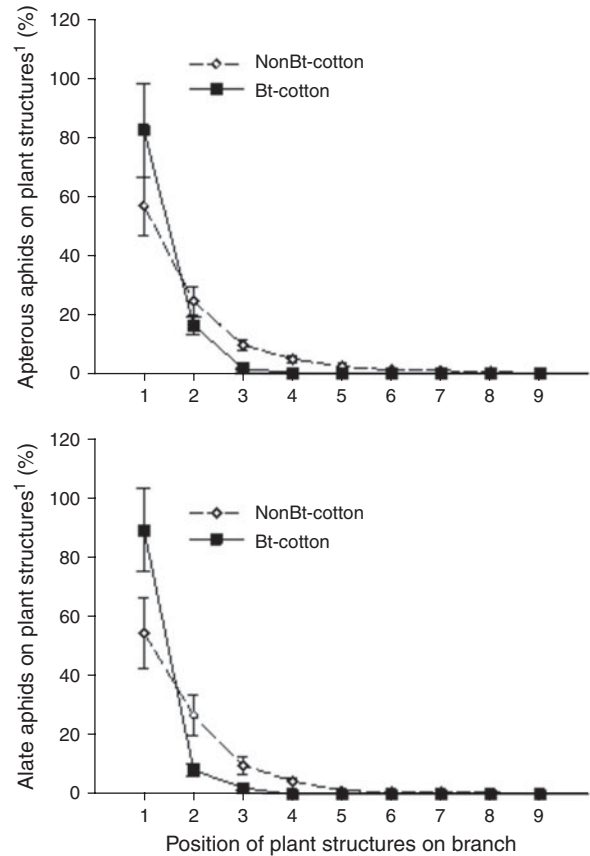 Apterous aphids on plant structures¹ (%)
120
100
80
60
40
20
0
NonBt-cotton
Bt-cotton
1 2 3 4 5 6 7 8 9
Alate aphids on plant structures¹ (%)
120
100
80
60
40
20
0
NonBt-cotton
Bt-cotton
1 2 3 4 5 6 7 8 9
Position of plant structures on branch